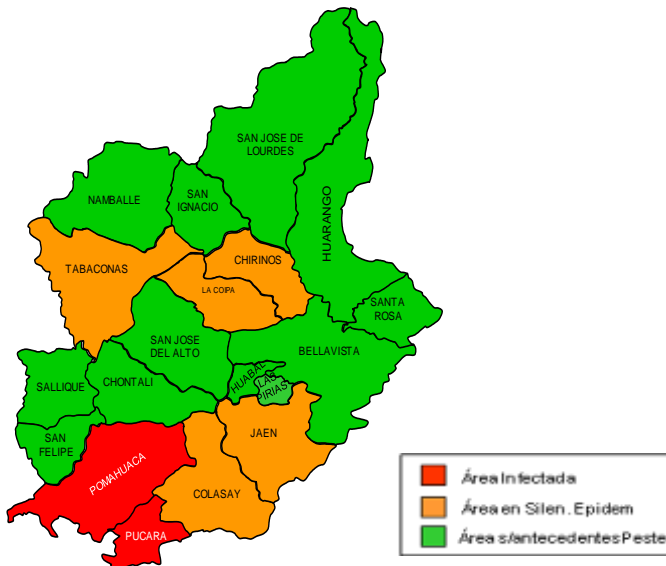 SAN JOSE DE
LOURDES
NAMBALLE
SAN
IGNACIO
HUARANGO
TABACONAS
CHIRINOS
LA COIPA
SANTA
ROSA
SAN JOSE
DEL ALTO
BELLAVISTA
SALLIQUE
CHONTALI
HUABAL
LAS
PIRIAS
SAN
FELIPE
JAEN
POMAHUACA
COLASAY
PUCARA
Área Infectada
Área en Silen. Epidem
Área s/antecedentes Peste